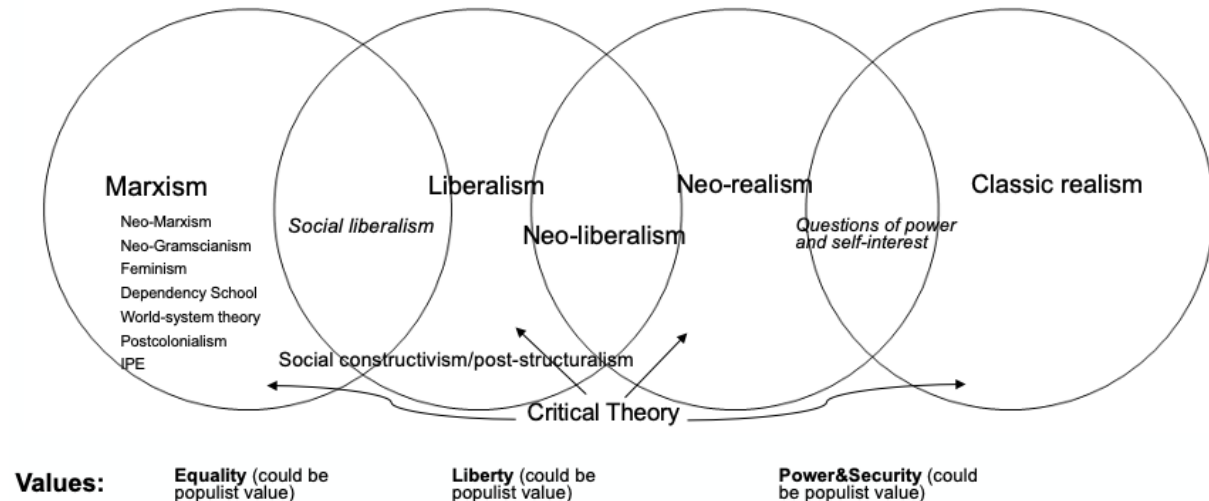 Marxism
Liberalism
Neo-realism
Classic realism
Neo-Marxism
Neo-Gramscianism
Feminism
Dependency School
World-system theory
Postcolonialism
IPE
Social liberalism
Neo-liberalism
Questions of power
and self-interest
Social constructivism/post-structuralism
Critical Theory
Values:
Equality (could be
populist value)
Liberty (could be
populist value)
Power&Security (could
be populist value)